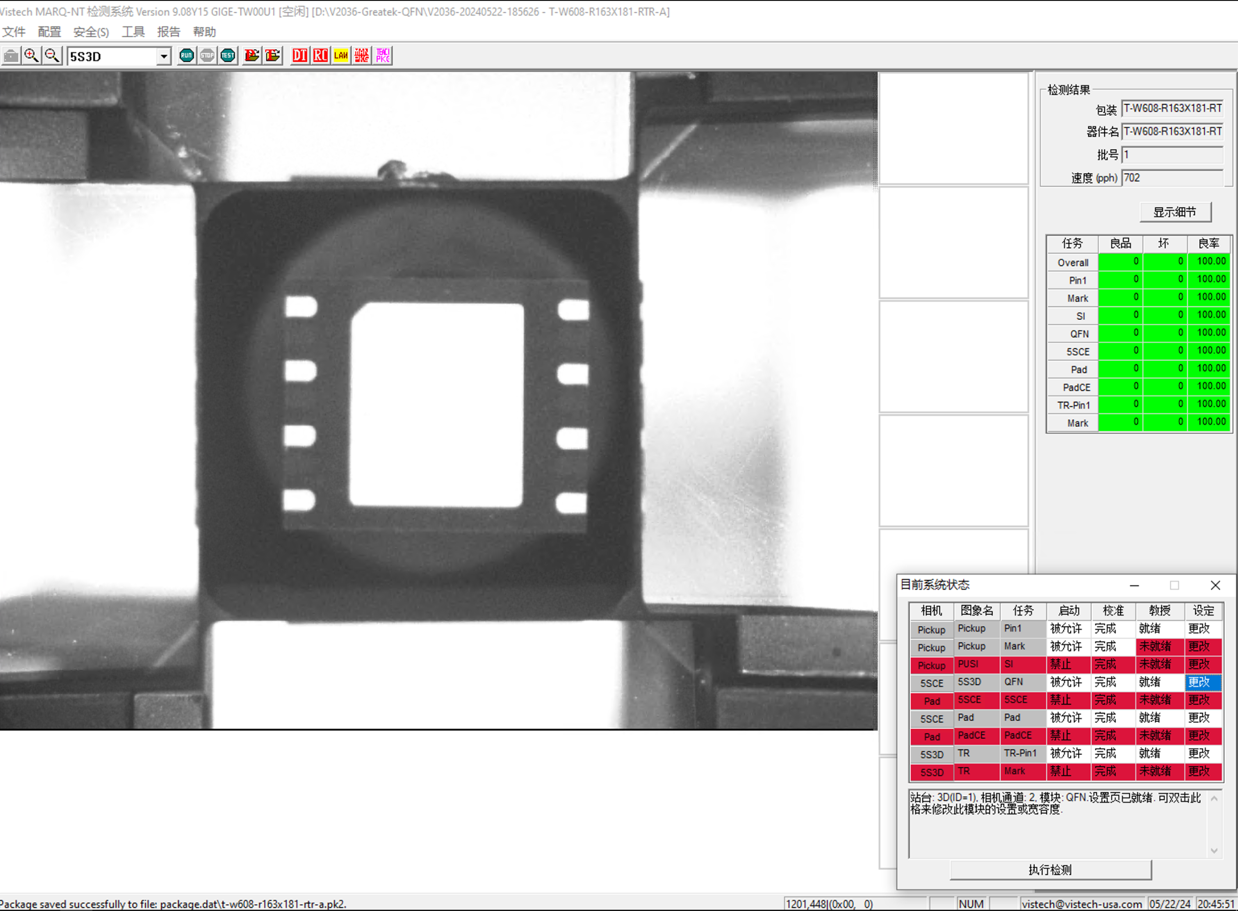 Vistech MARQ-NT 检测系统 Version 9.08Y15 GIGE-TW00U1 [空闲] [D:\V2036-Greatek-QFN\V2036-20240522-185626 - T-W608-R163X181-RTR-A]
文件 配置 安全(S) 工具 报告 帮助
5S3D RUN STOP TEST DI RC LAW
检测结果
包装 T-W608-R163X181-RT
器件名 T-W608-R163X181-RT
批号 1
速度 (pph) 702
显示细节
任务 良品 坏 良率
Overall 0 0 100.00
Pin1 0 0 100.00
Mark 0 0 100.00
SI 0 0 100.00
QFN 0 0 100.00
5SCE 0 0 100.00
Pad 0 0 100.00
PadCE 0 0 100.00
TR-Pin1 0 0 100.00
Mark 0 0 100.00
目前系统状态
相机 图象名 任务 启动 校准 教授 设定
Pickup Pickup Pin1 被允许 完成 就绪 更改
Pickup Pickup Mark 被允许 完成 未就绪 更改
Pickup PUSI SI 禁止 完成 未就绪 更改
5SCE 5S3D QFN 被允许 完成 就绪 更改
Pad 5SCE 5SCE 禁止 完成 未就绪 更改
5SCE Pad Pad 被允许 完成 就绪 更改
Pad PadCE PadCE 禁止 完成 未就绪 更改
5S3D TR TR-Pin1 被允许 完成 就绪 更改
5S3D TR Mark 禁止 完成 未就绪 更改
站台: 3D(ID=1), 相机通道: 2, 模块: QFN.设置页已就绪. 可双击此
格来修改此模块的设置或宽容度.
执行检测
Package saved successfully to file: package.dat\t-w608-r163x181-rtr-a.pk2.
1201,448|(0x00, 0) NUM vistech@vistech-usa.com 05/22/24 20:45:51